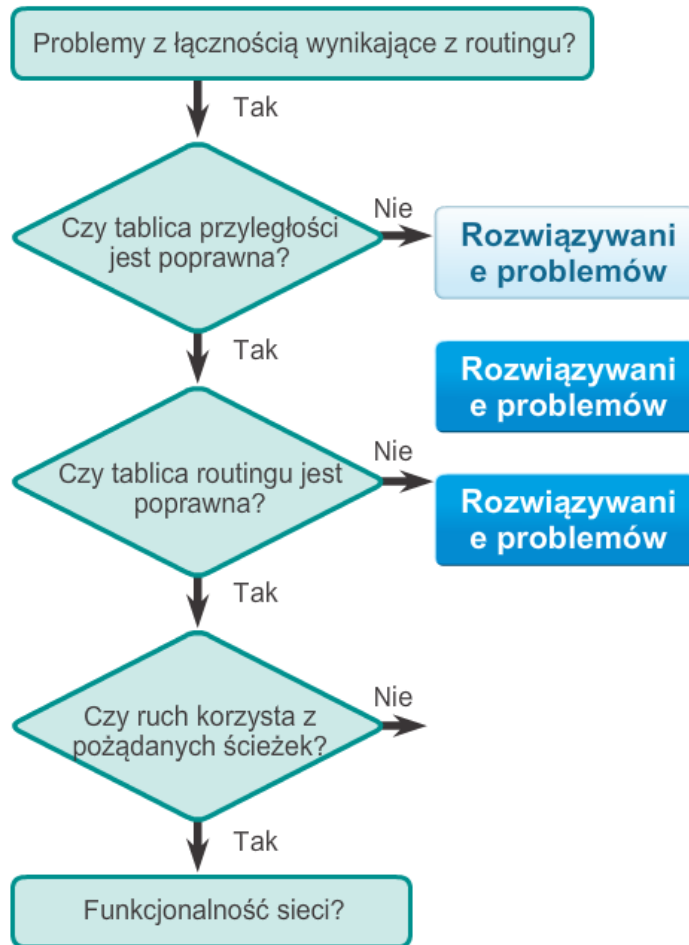 Problemy z łącznością wynikające z routingu?
Tak
Czy tablica przyległości
jest poprawna?
Nie
Rozwiązywani
e problemów
Tak
Rozwiązywani
e problemów
Czy tablica routingu jest
poprawna?
Nie
Rozwiązywani
e problemów
Tak
Czy ruch korzysta z
pożądanych ścieżek?
Nie
Tak
Funkcjonalność sieci?